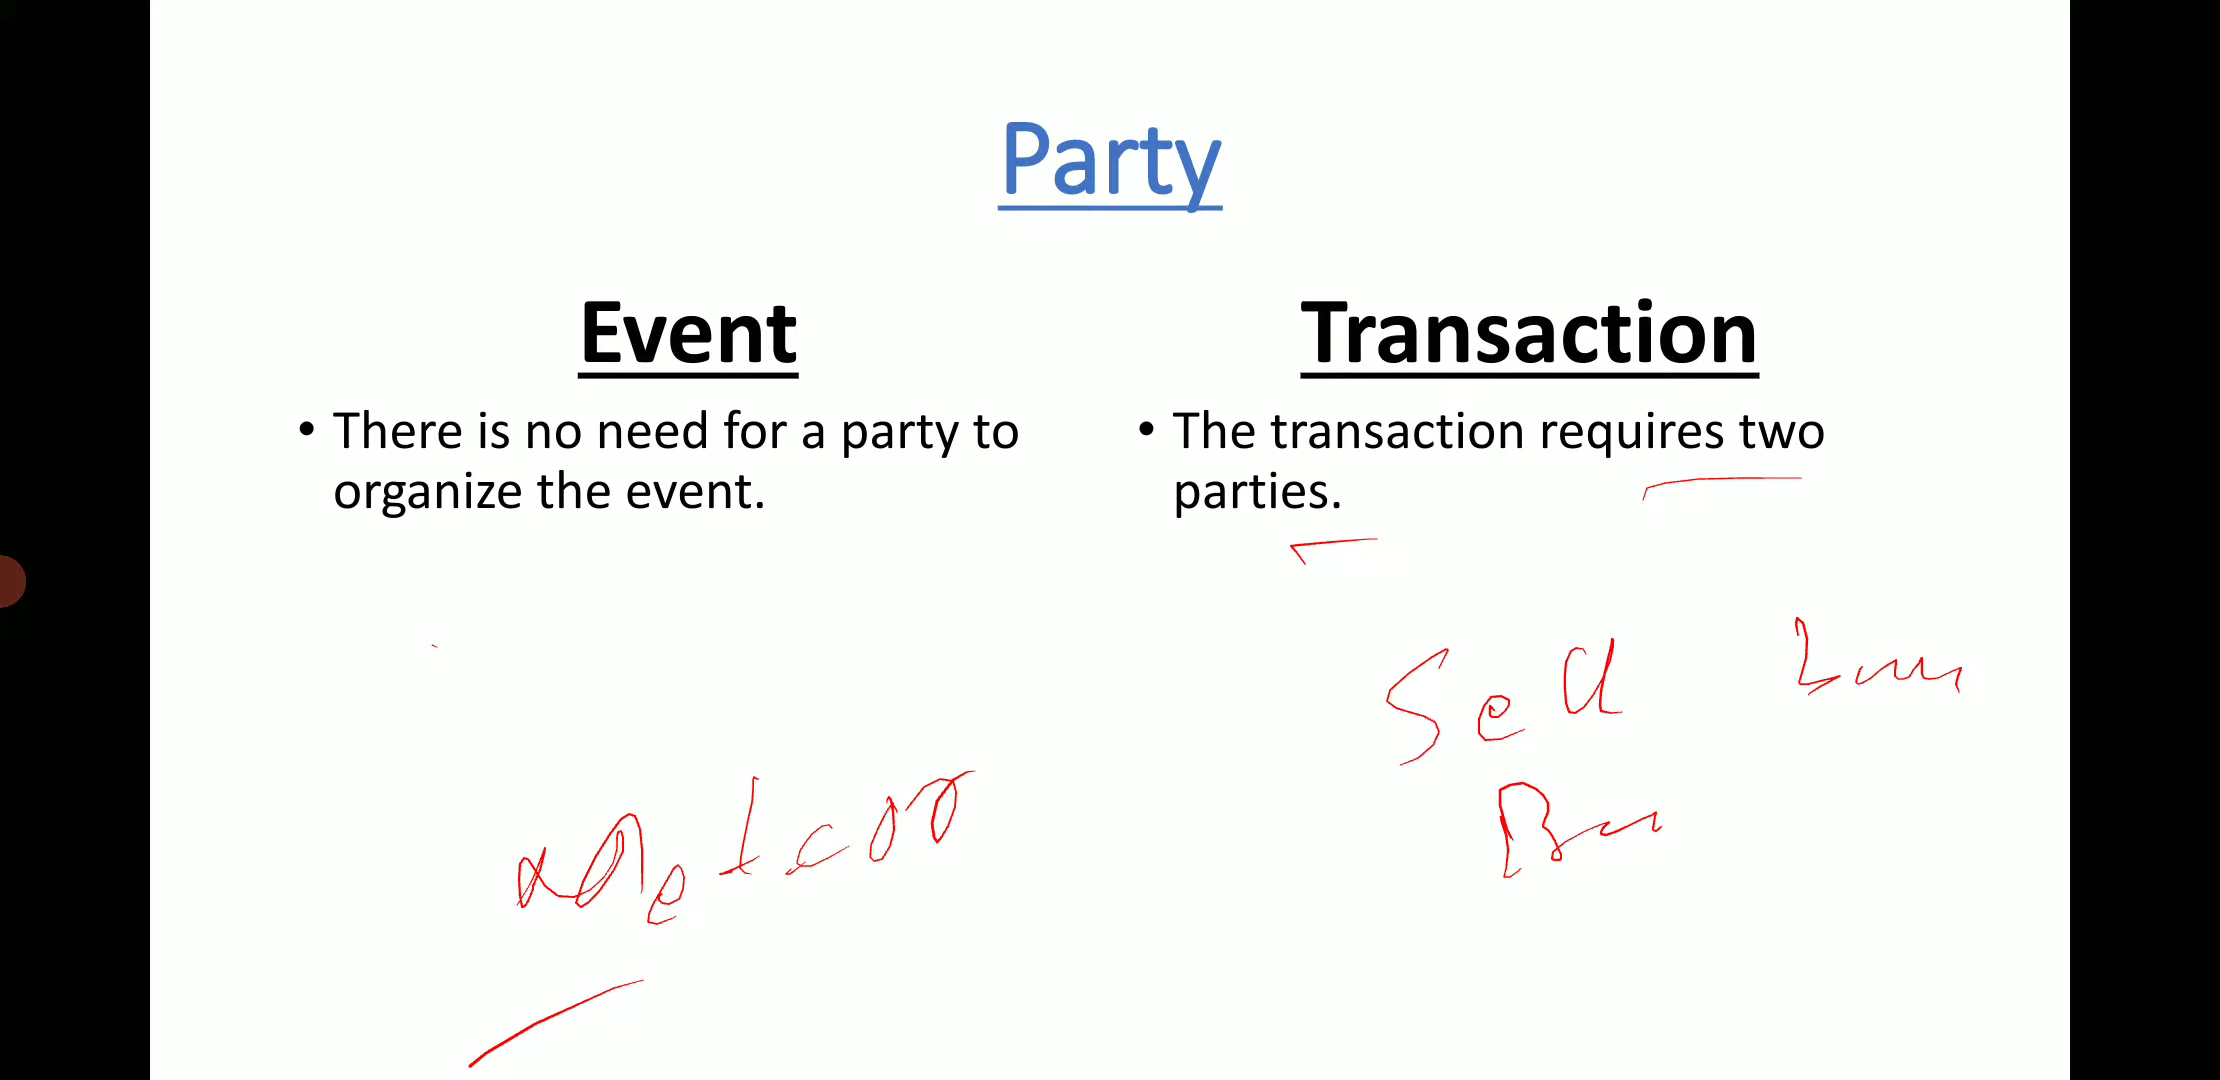 Party
Event
• There is no need for a party to
organize the event.
Transaction
• The transaction requires two
parties.
Sell